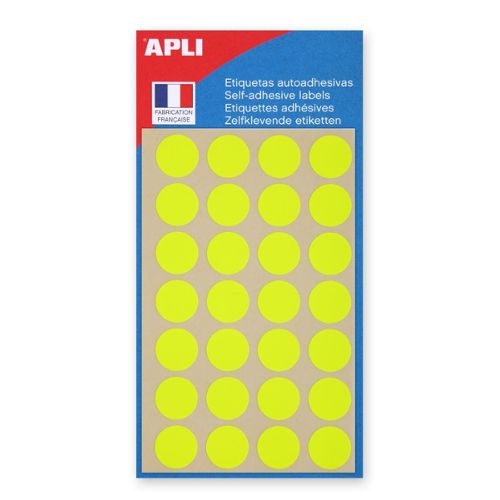 APLI
FABRICATION
FRANÇAISE
Etiquetas autoadhesivas
Self-adhesive labels
Etiquettes adhésives
Zelfklevende etiketten